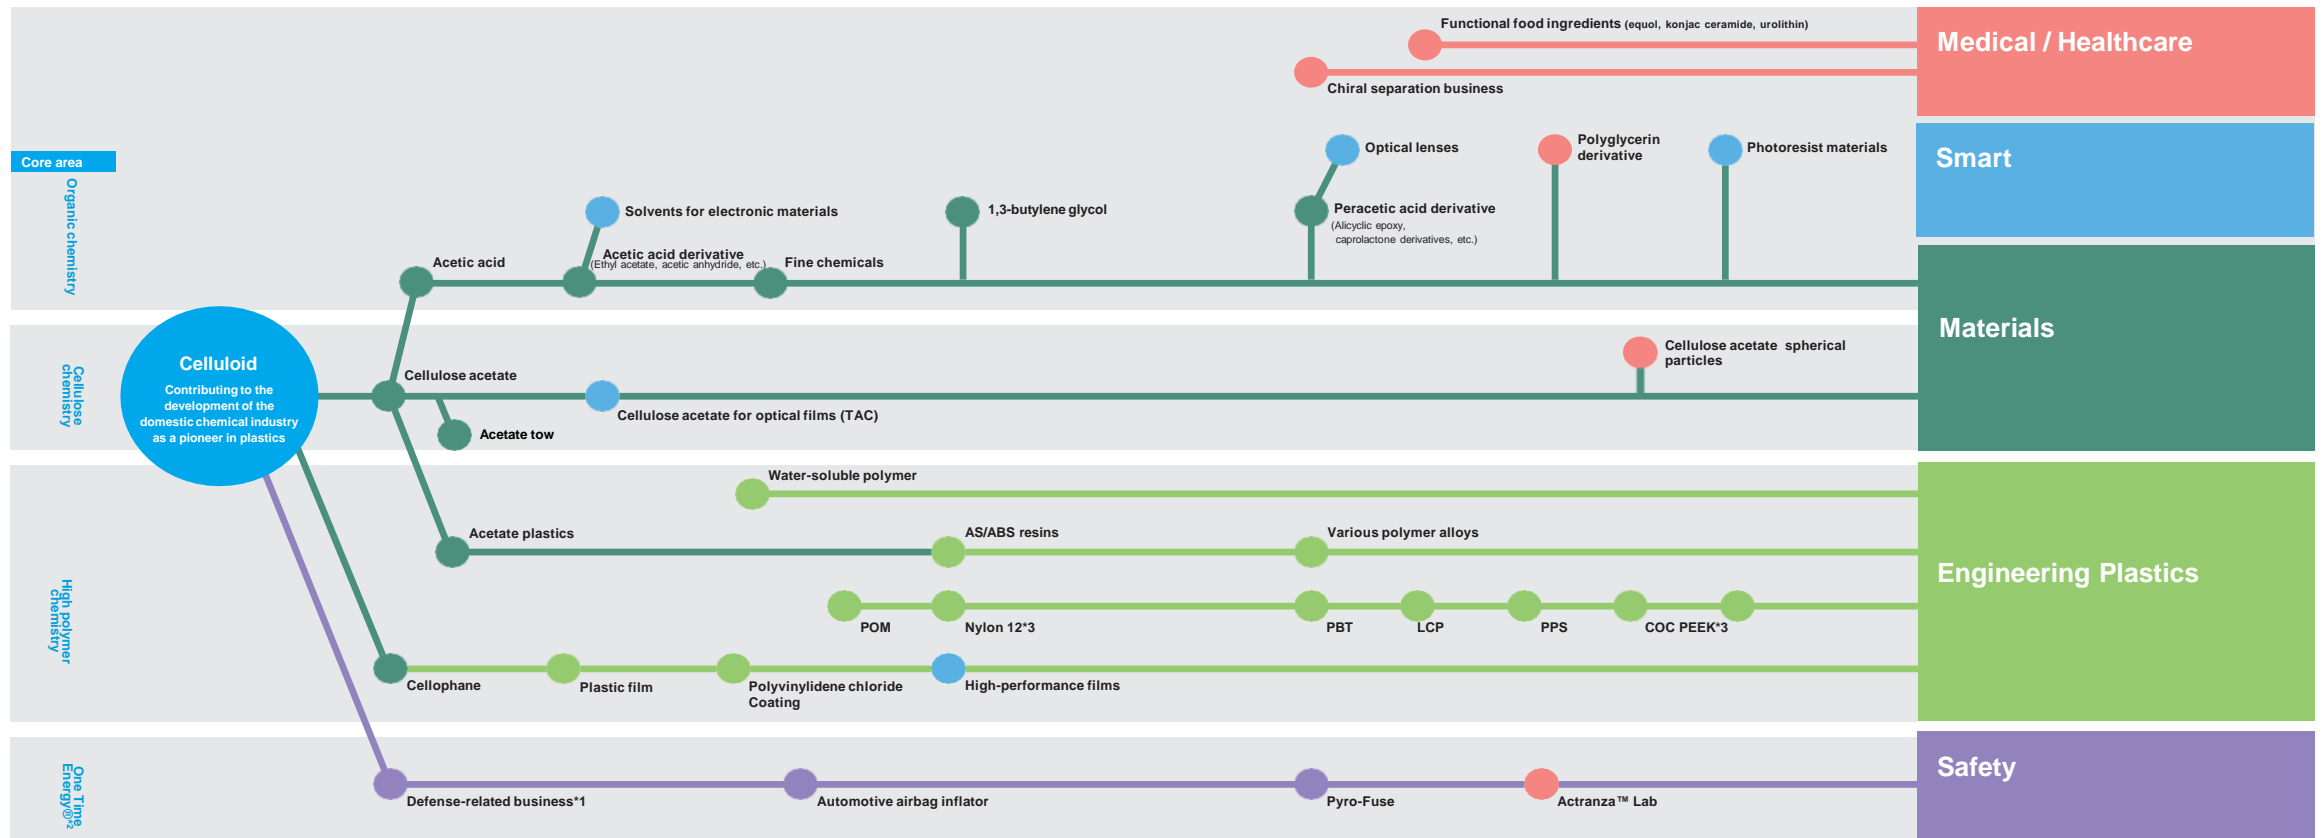 Functional food ingredients (equol, konjac ceramide, urolithin)
Chiral separation business
Medical / Healthcare
Core area
Organic chemistry
Optical lenses
Polyglycerin
derivative
Photoresist materials
Smart
Solvents for electronic materials
1,3-butylene glycol
Peracetic acid derivative
(Alicyclic epoxy,
caprolactone derivatives, etc.)
Acetic acid
Acetic acid derivative
(Ethyl acetate, acetic anhydride, etc.)
Fine chemicals
Materials
Cellulose
chemistry
Celluloid
Contributing to the
development of the
domestic chemical industry
as a pioneer in plastics
Cellulose acetate
Cellulose acetate for optical films (TAC)
Acetate tow
Cellulose acetate spherical
particles
High polymer
chemistry
Water-soluble polymer
Acetate plastics
AS/ABS resins
Various polymer alloys
Engineering Plastics
POM
Nylon 12*3
PBT
LCP
PPS
COC PEEK*3
Cellophane
Plastic film
Polyvinylidene chloride
Coating
High-performance films
One Time
Energy®*2
Defense-related business*1
Automotive airbag inflator
Pyro-Fuse
Actranza™ Lab
Safety